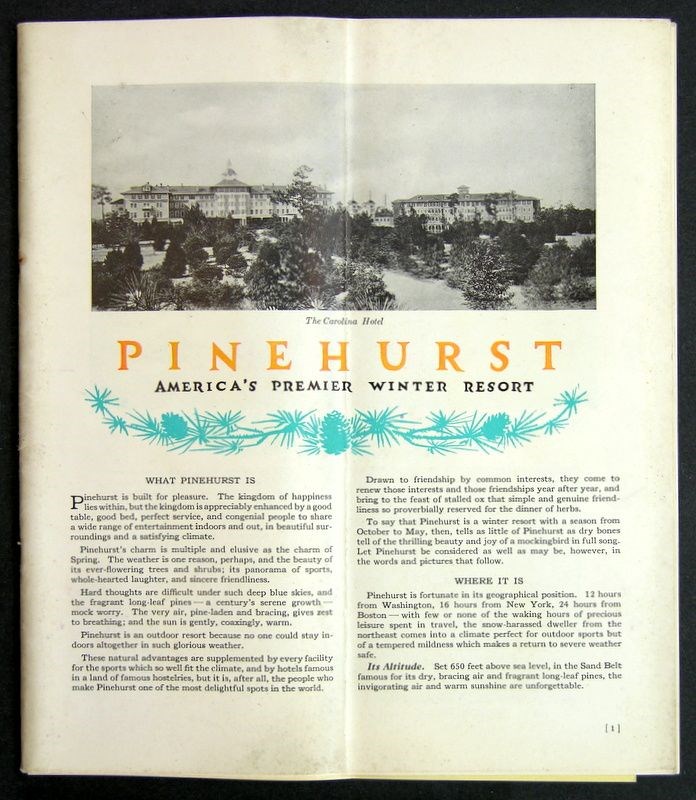 The Carolina Hotel
PINEHURST
AMERICA'S PREMIER WINTER RESORT
WHAT PINEHURST IS
Pinehurst is built for pleasure. The kingdom of happiness
lies within, but the kingdom is appreciably enhanced by a good
table, good bed, perfect service, and congenial people to share
a wide range of entertainment indoors and out, in beautiful sur-
roundings and a satisfying climate.
Pinehurst's charm is multiple and elusive as the charm of
Spring. The weather is one reason, perhaps, and the beauty of
its ever-flowering trees and shrubs; its panorama of sports,
whole-hearted laughter, and sincere friendliness.
Hard thoughts are difficult under such deep blue skies, and
the fragrant long-leaf pines — a century's serene growth —
mock worry. The very air, pine-laden and bracing, gives zest
to breathing; and the sun is gently, coaxingly, warm.
Pinehurst is an outdoor resort because no one could stay in-
doors altogether in such glorious weather.
These natural advantages are supplemented by every facility
for the sports which so well fit the climate, and by hotels famous
in a land of famous hostelries, but it is, after all, the people who
make Pinehurst one of the most delightful spots in the world.
Drawn to friendship by common interests, they come to
renew those interests and those friendships year after year, and
bring to the feast of stalled ox that simple and genuine friend-
liness so proverbially reserved for the dinner of herbs.
To say that Pinehurst is a winter resort with a season from
October to May, then, tells as little of Pinehurst as dry bones
tell of the thrilling beauty and joy of a mockingbird in full song.
Let Pinehurst be considered as well as may be, however, in
the words and pictures that follow.
WHERE IT IS
Pinehurst is fortunate in its geographical position. 12 hours
from Washington, 16 hours from New York, 24 hours from
Boston — with few or none of the waking hours of precious
leisure spent in travel, the snow-harassed dweller from the
northeast comes into a climate perfect for outdoor sports but
of a tempered mildness which makes a return to severe weather
safe.
Its Altitude. Set 650 feet above sea level, in the Sand Belt
famous for its dry, bracing air and fragrant long-leaf pines, the
invigorating air and warm sunshine are unforgettable.
[1]